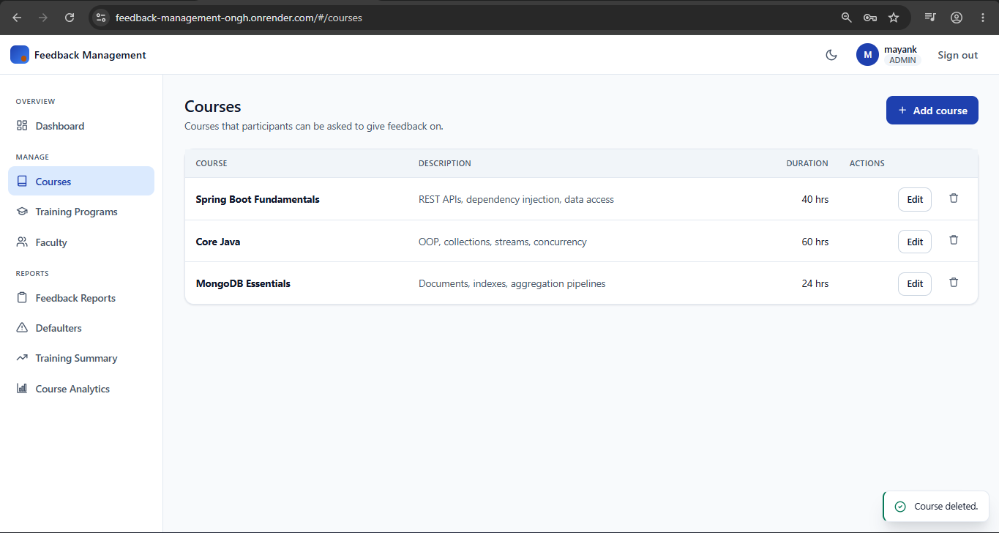 feedback-management-ongh.onrender.com/#/courses
Feedback Management
M
mayank
ADMIN
Sign out
OVERVIEW
Dashboard
MANAGE
Courses
Training Programs
Faculty
REPORTS
Feedback Reports
Defaulters
Training Summary
Course Analytics
Courses
Courses that participants can be asked to give feedback on.
+ Add course
COURSE DESCRIPTION DURATION ACTIONS
Spring Boot Fundamentals REST APIs, dependency injection, data access 40 hrs Edit
Core Java OOP, collections, streams, concurrency 60 hrs Edit
MongoDB Essentials Documents, indexes, aggregation pipelines 24 hrs Edit
Course deleted.